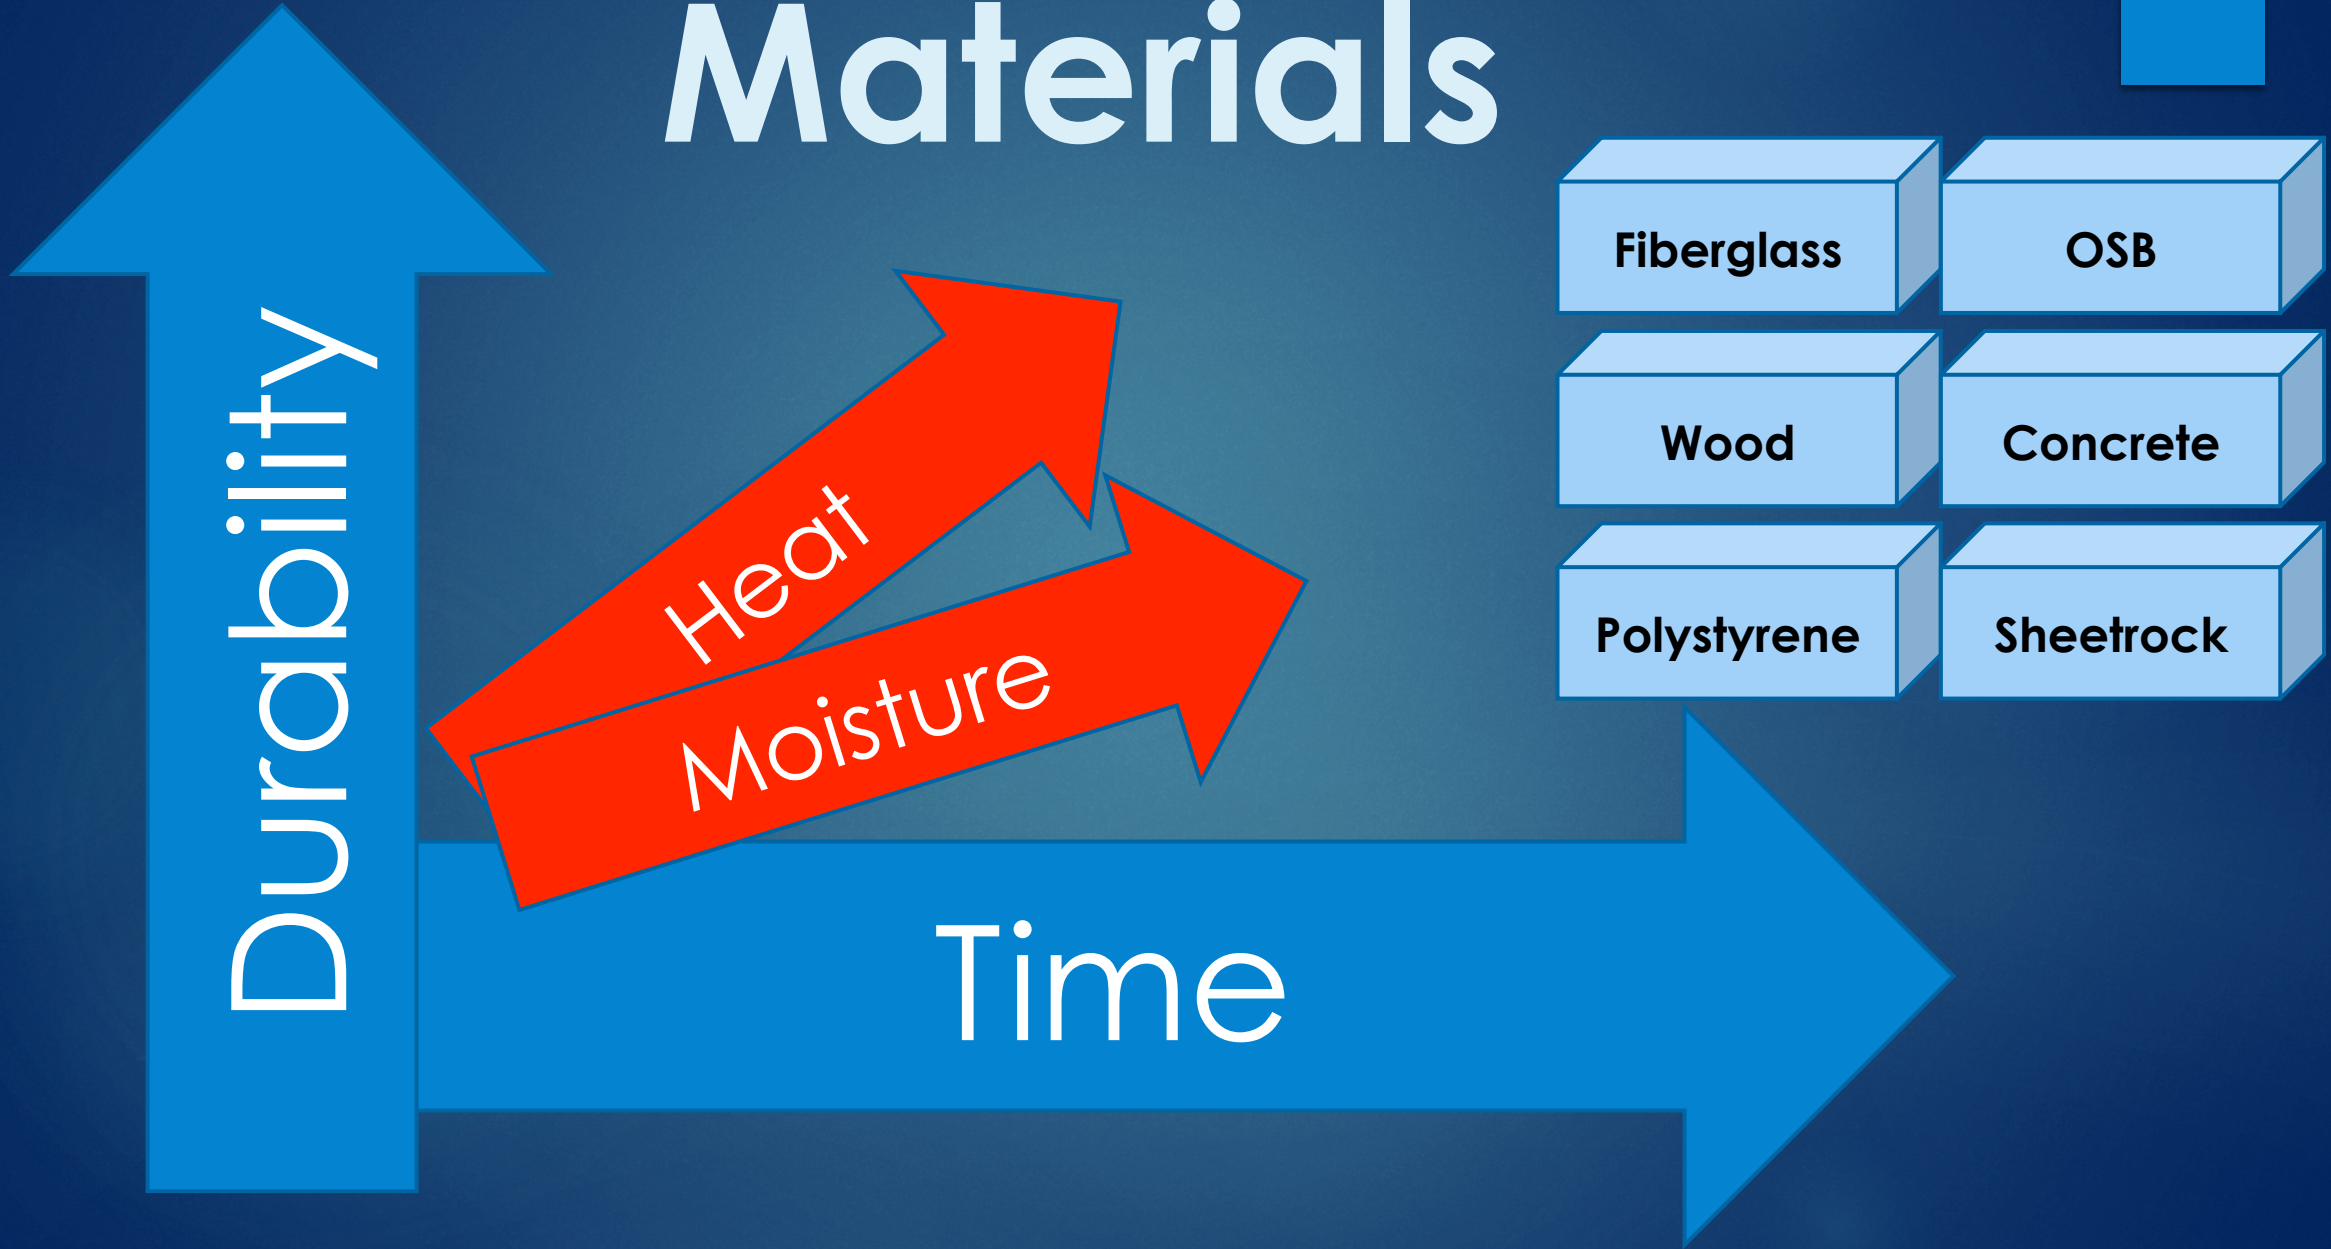 Materials
Durability
Heat
Moisture
Time
Fiberglass
OSB
Wood
Concrete
Polystyrene
Sheetrock